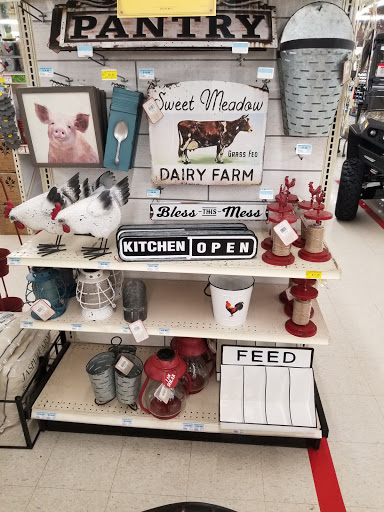 PANTRY
Sweet Meadow
GRASS FED
DAIRY FARM
Bless THIS Mess
KITCHEN OPEN
FEED